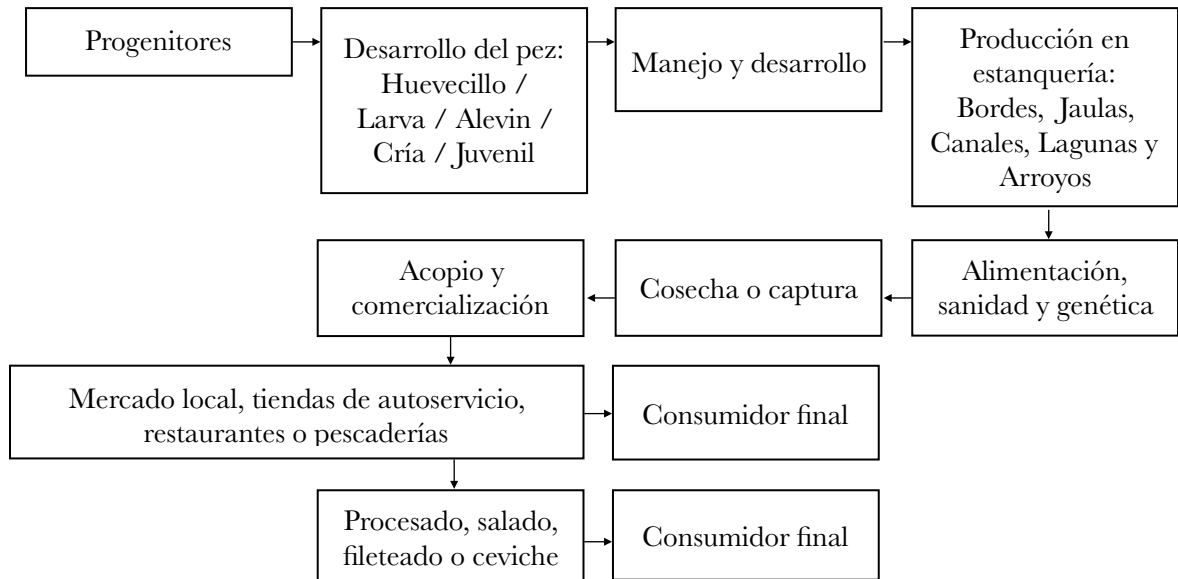 Progenitores
Desarrollo del pez:
Huevecillo /
Larva / Alevin /
Cría / Juvenil
Manejo y desarrollo
Producción en
estanquería:
Bordes, Jaulas,
Canales, Lagunas y
Arroyos
Alimentación,
sanidad y genética
Cosecha o captura
Acopio y
comercialización
Mercado local, tiendas de autoservicio,
restaurantes o pescaderías
Consumidor final
Procesado, salado,
fileteado o ceviche
Consumidor final